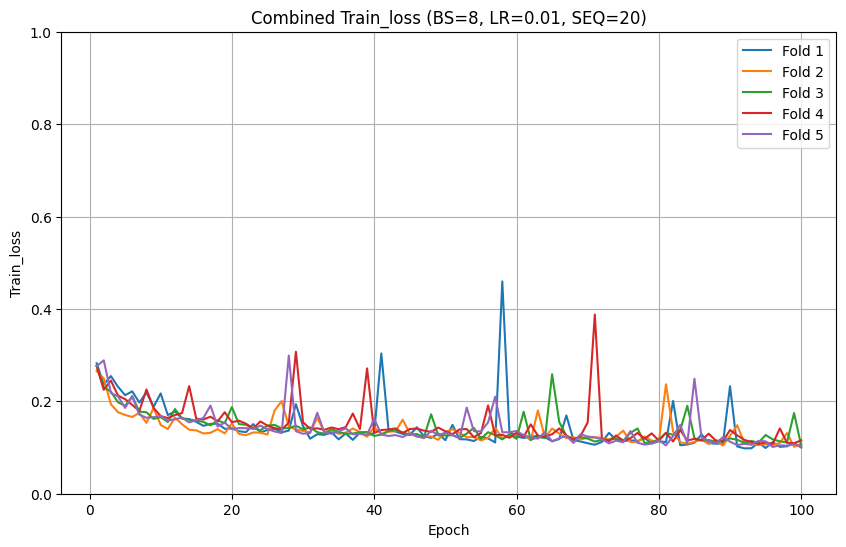 Combined Train_loss (BS=8, LR=0.01, SEQ=20)
Train_loss
1.0
0.8
0.6
0.4
0.2
0.0
Fold 1
Fold 2
Fold 3
Fold 4
Fold 5
0 20 40 60 80 100
Epoch